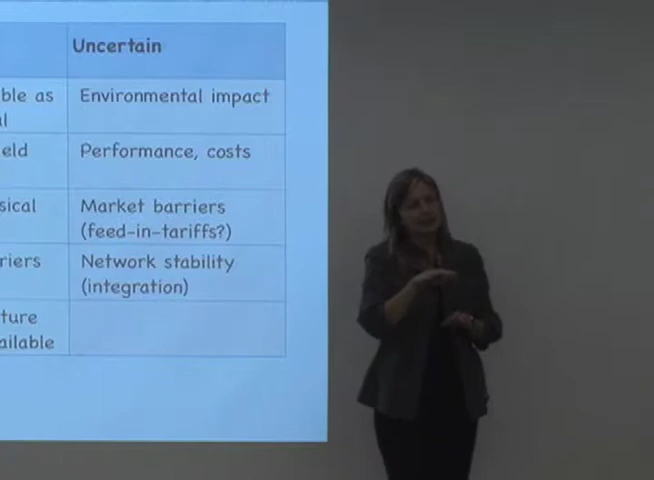 Uncertain
ble as
Environmental impact
l
eld
Performance, costs
sical
Market barriers
(feed-in-tariffs?)
riers
Network stability
(integration)
ture
ailable